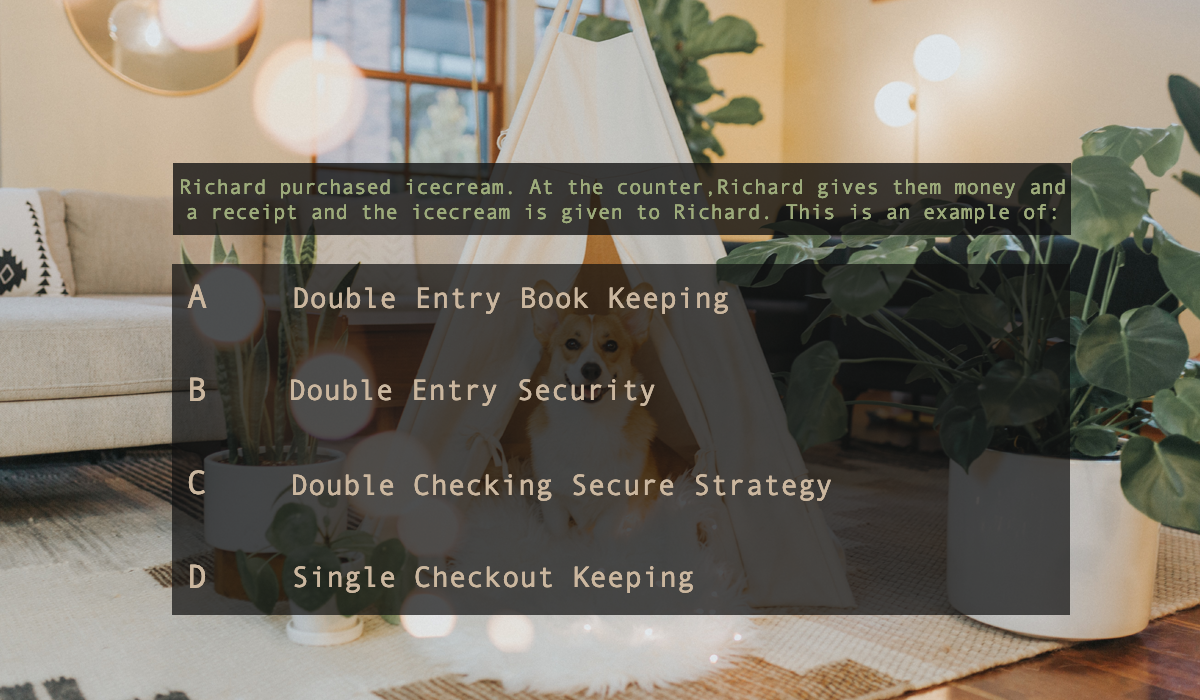 Richard purchased icecream. At the counter,Richard gives them money and
a receipt and the icecream is given to Richard. This is an example of:
A Double Entry Book Keeping
B Double Entry Security
C Double Checking Secure Strategy
D Single Checkout Keeping